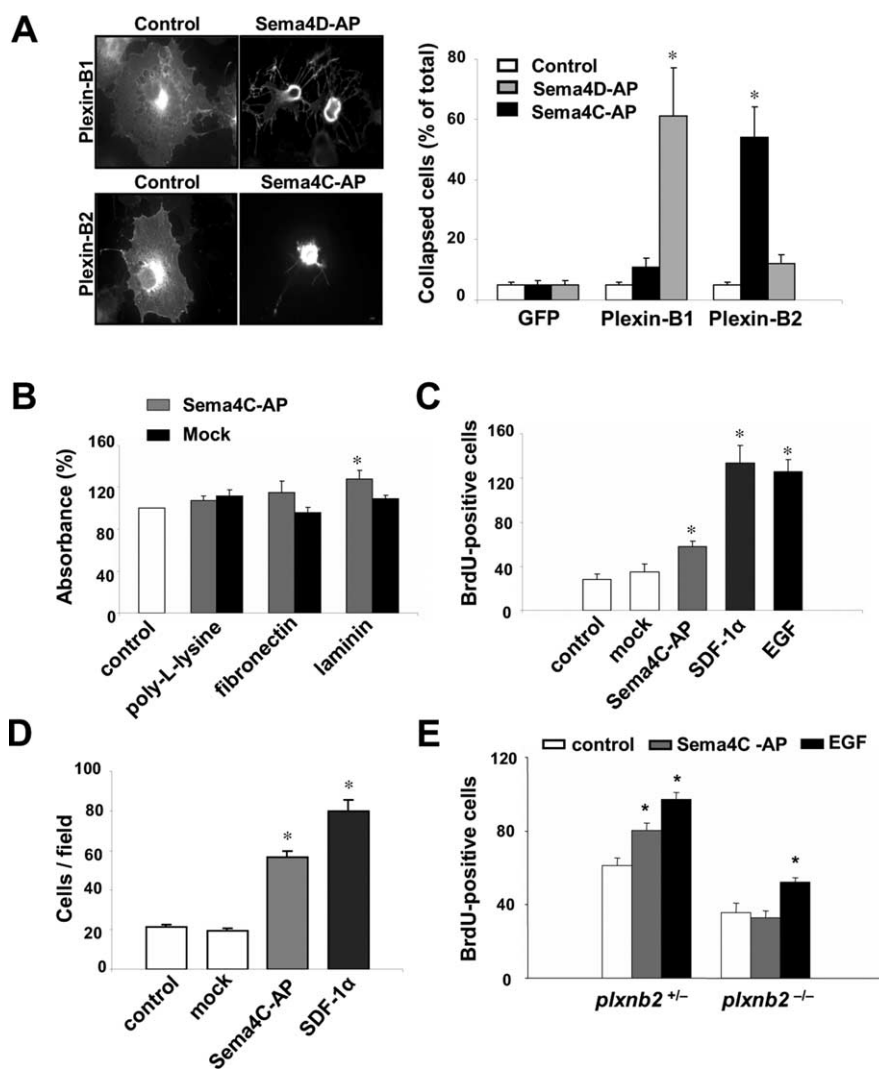 A
Control
Sema4D-AP
Plexin-B1
Control
Sema4C-AP
Plexin-B2
Collapsed cells (% of total)
80
60
40
20
0
Control
Sema4D-AP
Sema4C-AP
*
*
GFP
Plexin-B1
Plexin-B2
B
Sema4C-AP
Mock
Absorbance (%)
160
120
80
40
0
*
control
poly-L-lysine
fibronectin
laminin
C
BrdU-positive cells
160
120
80
40
0
*
*
*
control
mock
Sema4C-AP
SDF-1α
EGF
D
Cells / field
100
80
60
40
20
0
*
*
control
mock
Sema4C-AP
SDF-1α
E
control
Sema4C -AP
EGF
BrdU-positive cells
120
80
40
0
*
*
*
plxnb2 +/–
plxnb2 –/–